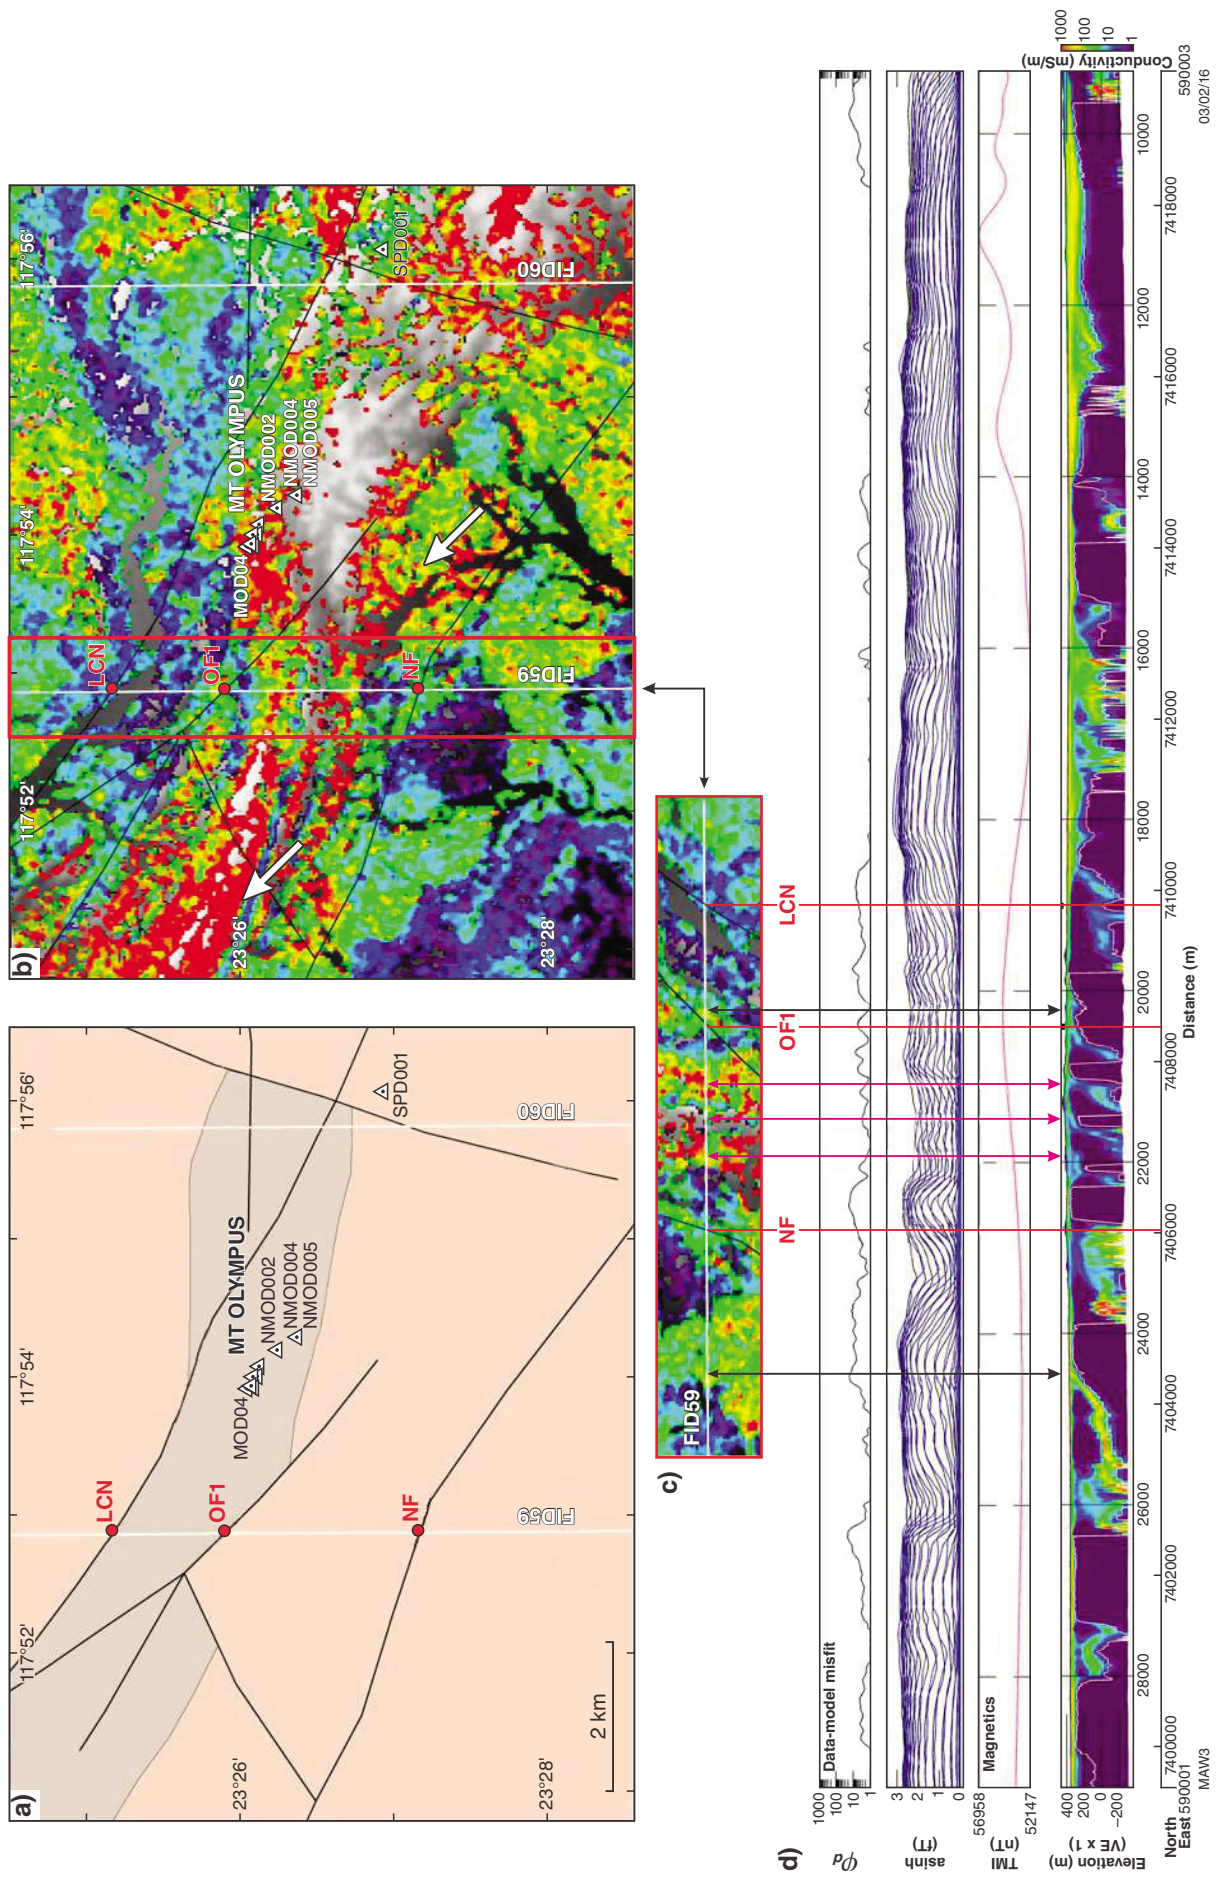 a)
117°52'
117°54'
117°56'
LCN
OF1
NF
MT OLYMPUS
MOD04
NMOD002
NMOD004
NMOD005
SPD001
FID59
FID60
23°26'
23°28'
2 km
b)
117°52'
117°54'
117°56'
LCN
OF1
NF
MT OLYMPUS
MOD04
NMOD002
NMOD004
NMOD005
SPD001
FID59
FID60
23°26'
23°28'
c)
FID59
NF
OF1
LCN
d)
Data-model misfit
φd
1000
100
10
1
asinh
(fT)
3
2
1
0
Magnetics
TMI
(nT)
56958
52147
Elevation (m)
(VE x 1)
400
200
0
−200
Conductivity (mS/m)
1000
100
10
1
28000
26000
24000
22000
20000
18000
16000
14000
12000
10000
Distance (m)
North
7400000
7402000
7404000
7406000
7408000
7410000
7412000
7414000
7416000
7418000
East
590001
590003
MAW3
03/02/16